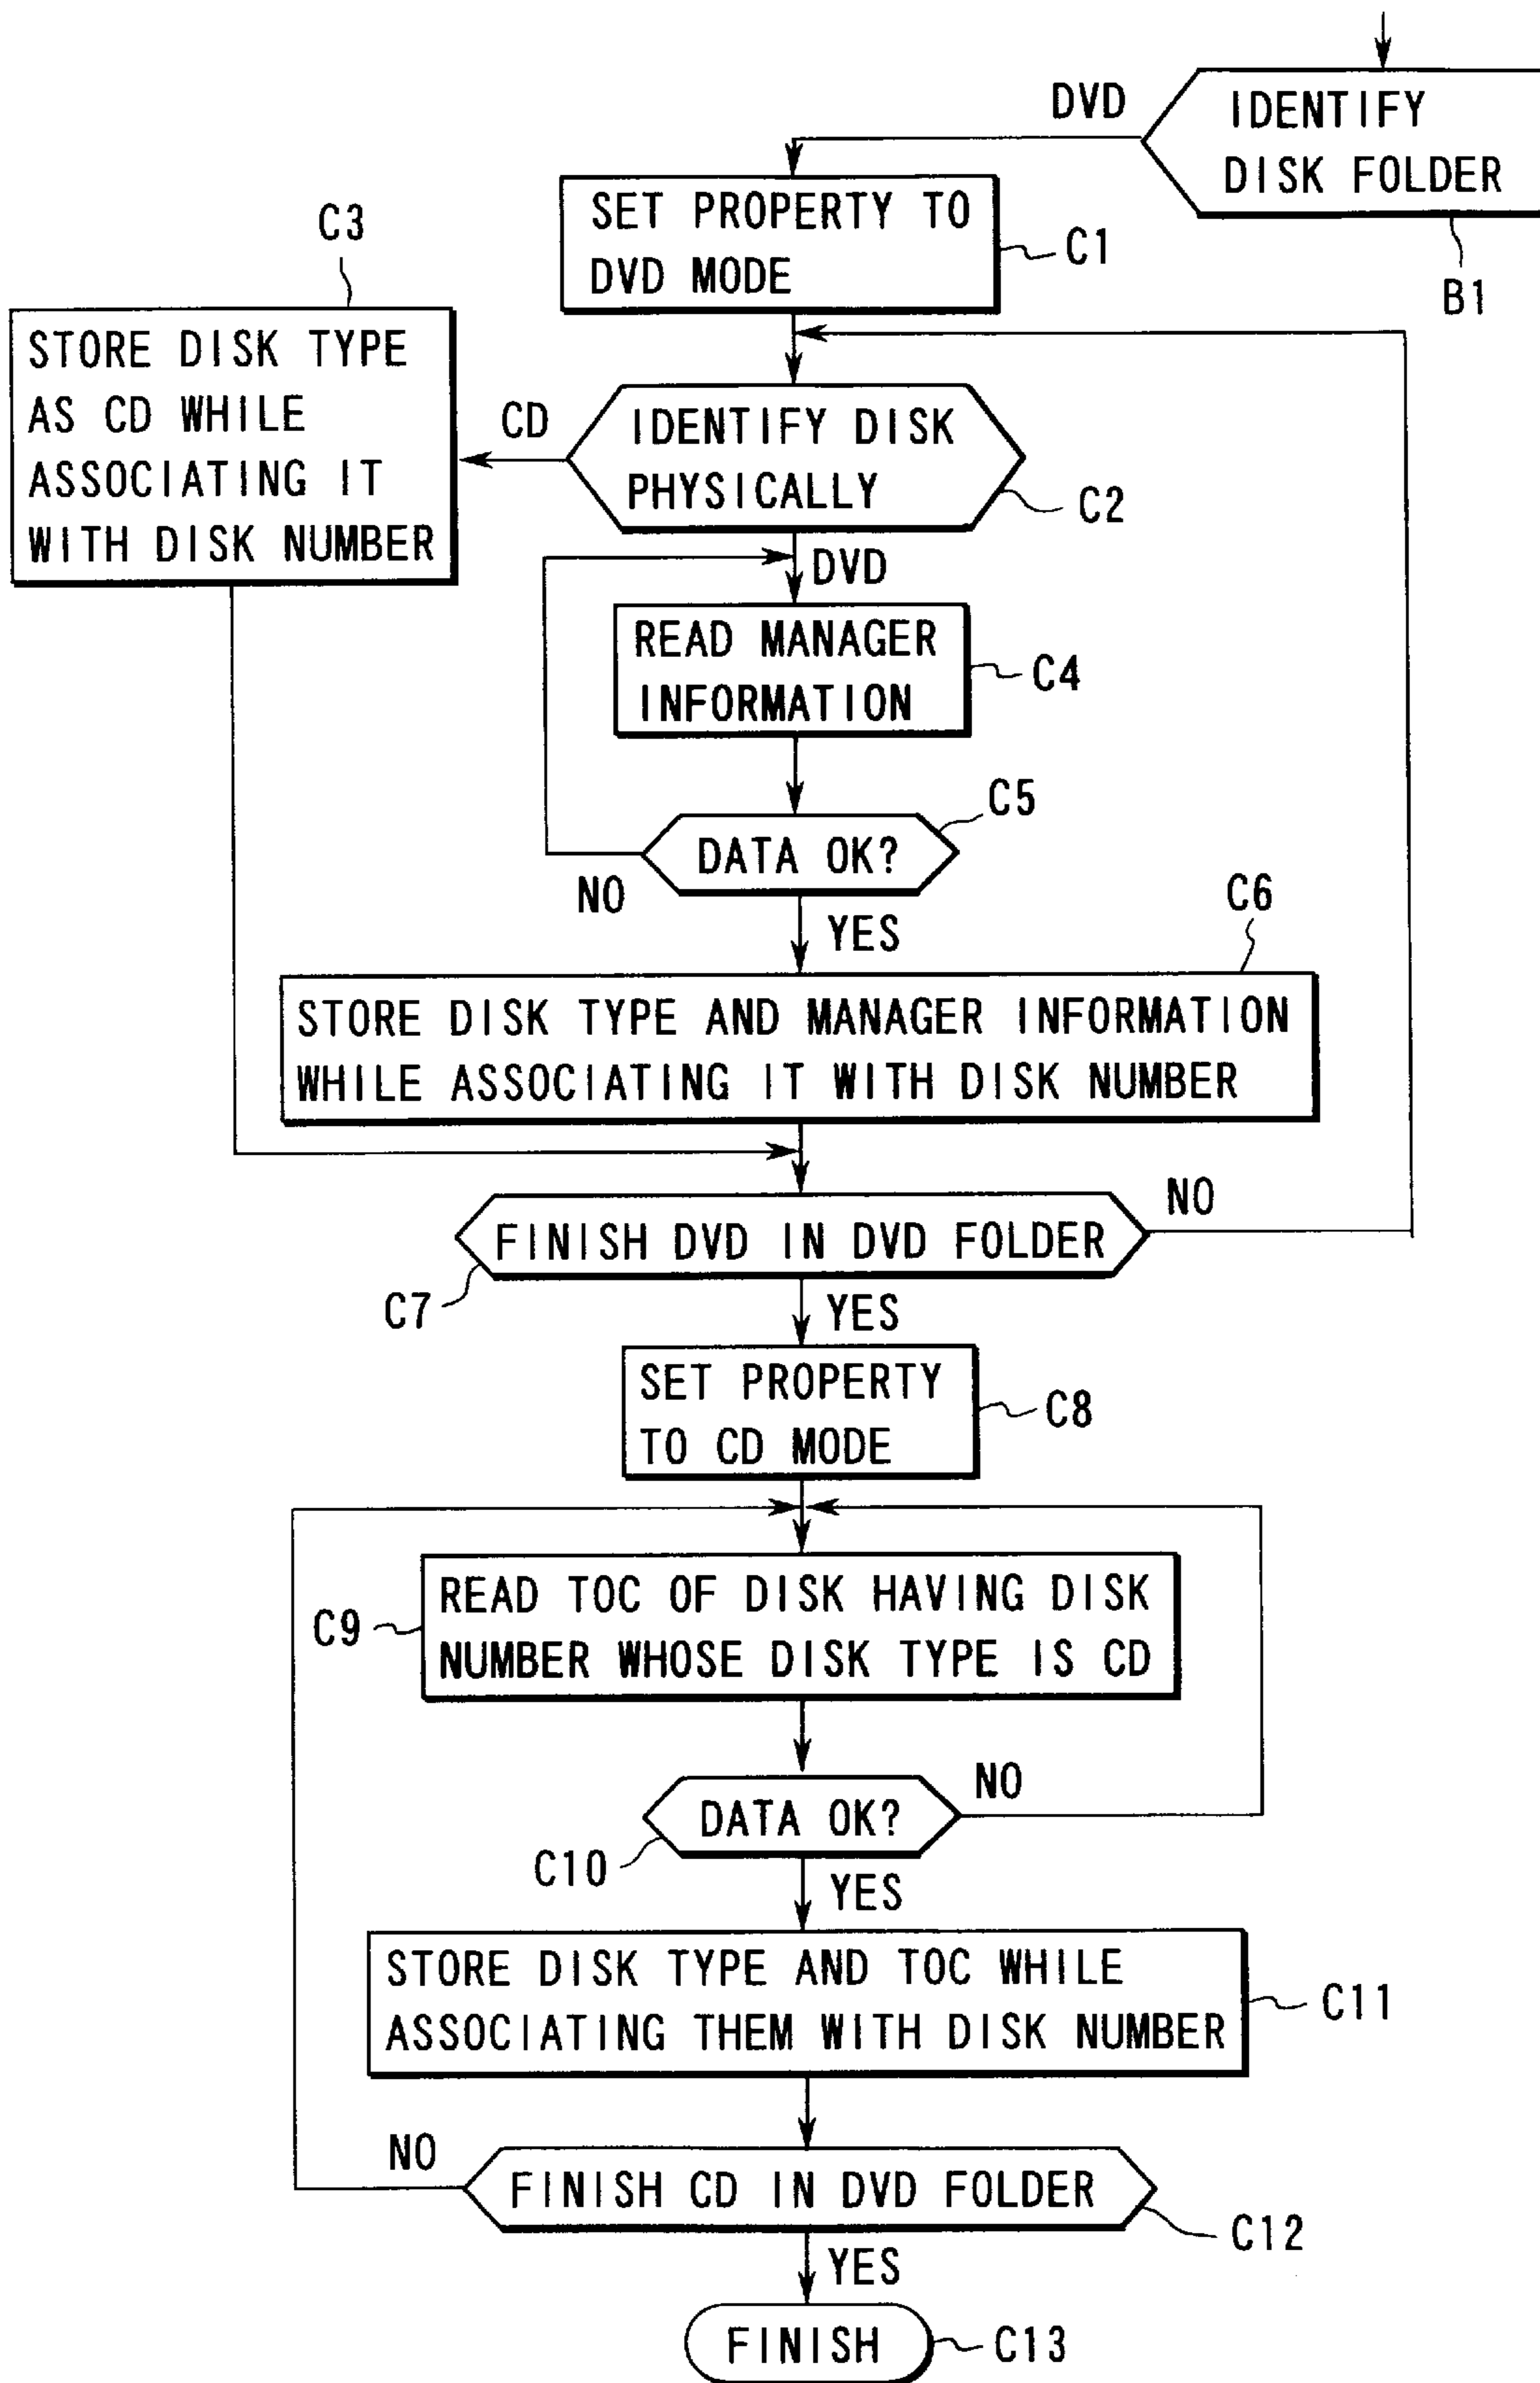 DVD
IDENTIFY
DISK FOLDER
B1
SET PROPERTY TO
DVD MODE
C1
C3
STORE DISK TYPE
AS CD WHILE
ASSOCIATING IT
WITH DISK NUMBER
CD
IDENTIFY DISK
PHYSICALLY
C2
DVD
READ MANAGER
INFORMATION
C4
C5
DATA OK?
NO
YES
C6
STORE DISK TYPE AND MANAGER INFORMATION
WHILE ASSOCIATING IT WITH DISK NUMBER
NO
FINISH DVD IN DVD FOLDER
C7
YES
SET PROPERTY
TO CD MODE
C8
READ TOC OF DISK HAVING DISK
NUMBER WHOSE DISK TYPE IS CD
C9
NO
DATA OK?
C10
YES
STORE DISK TYPE AND TOC WHILE
ASSOCIATING THEM WITH DISK NUMBER
C11
NO
FINISH CD IN DVD FOLDER
C12
YES
FINISH
C13